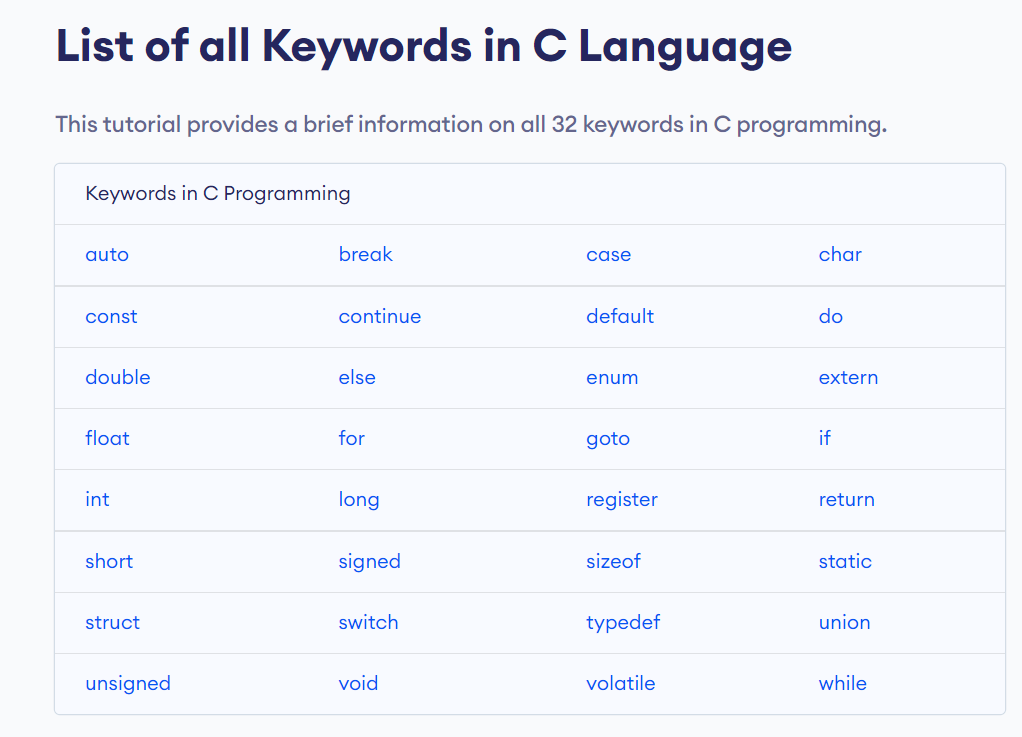 List of all Keywords in C Language
This tutorial provides a brief information on all 32 keywords in C programming.
Keywords in C Programming
auto break case char
const continue default do
double else enum extern
float for goto if
int long register return
short signed sizeof static
struct switch typedef union
unsigned void volatile while